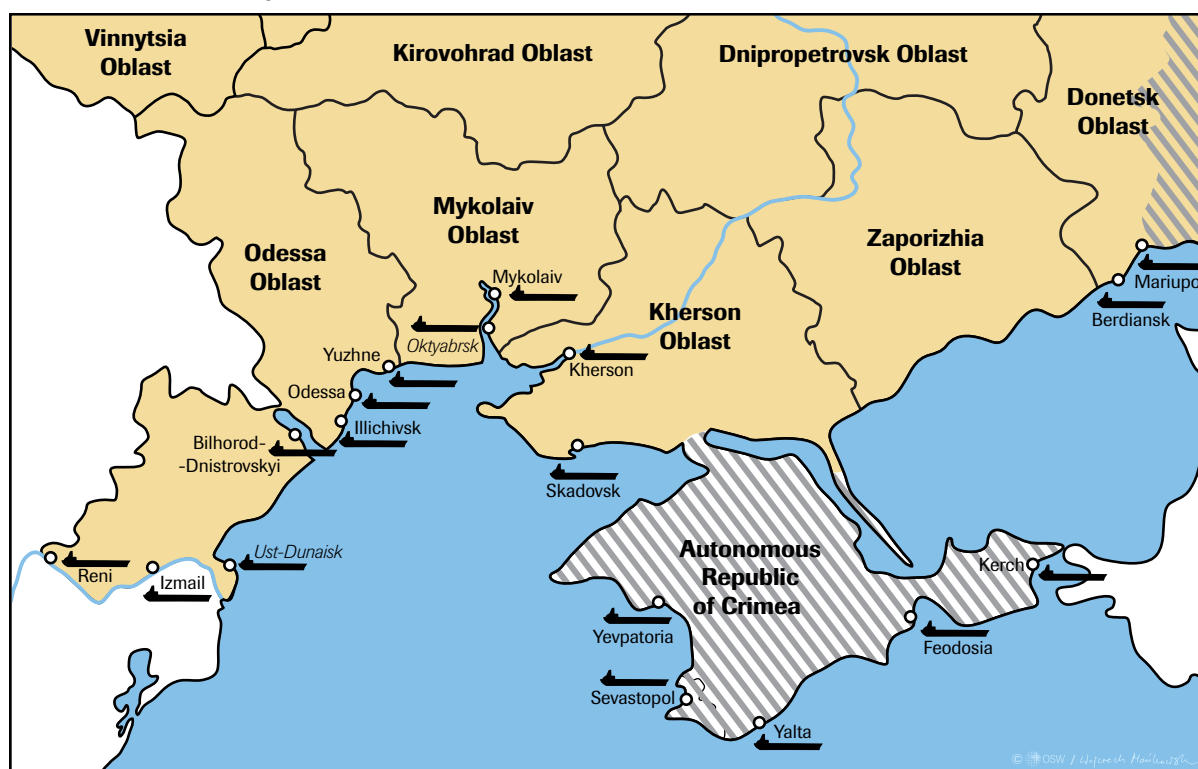 Vinnytsia
Oblast
Kirovohrad Oblast
Dnipropetrovsk Oblast
Donetsk
Oblast
Mykolaiv
Oblast
Odessa
Oblast
Zaporizhia
Oblast
Kherson
Oblast
Mykolaiv
Mariupo
Berdiansk
Oktyabrsk
Yuzhne
Kherson
Odessa
Illichivsk
Bilhorod-
-Dnistrovskyi
Skadovsk
Ust-Dunaisk
Reni
Izmail
Autonomous
Republic
of Crimea
Kerch
Yevpatoria
Feodosia
Sevastopol
Yalta
© OSW / Wojciech Mańkowski